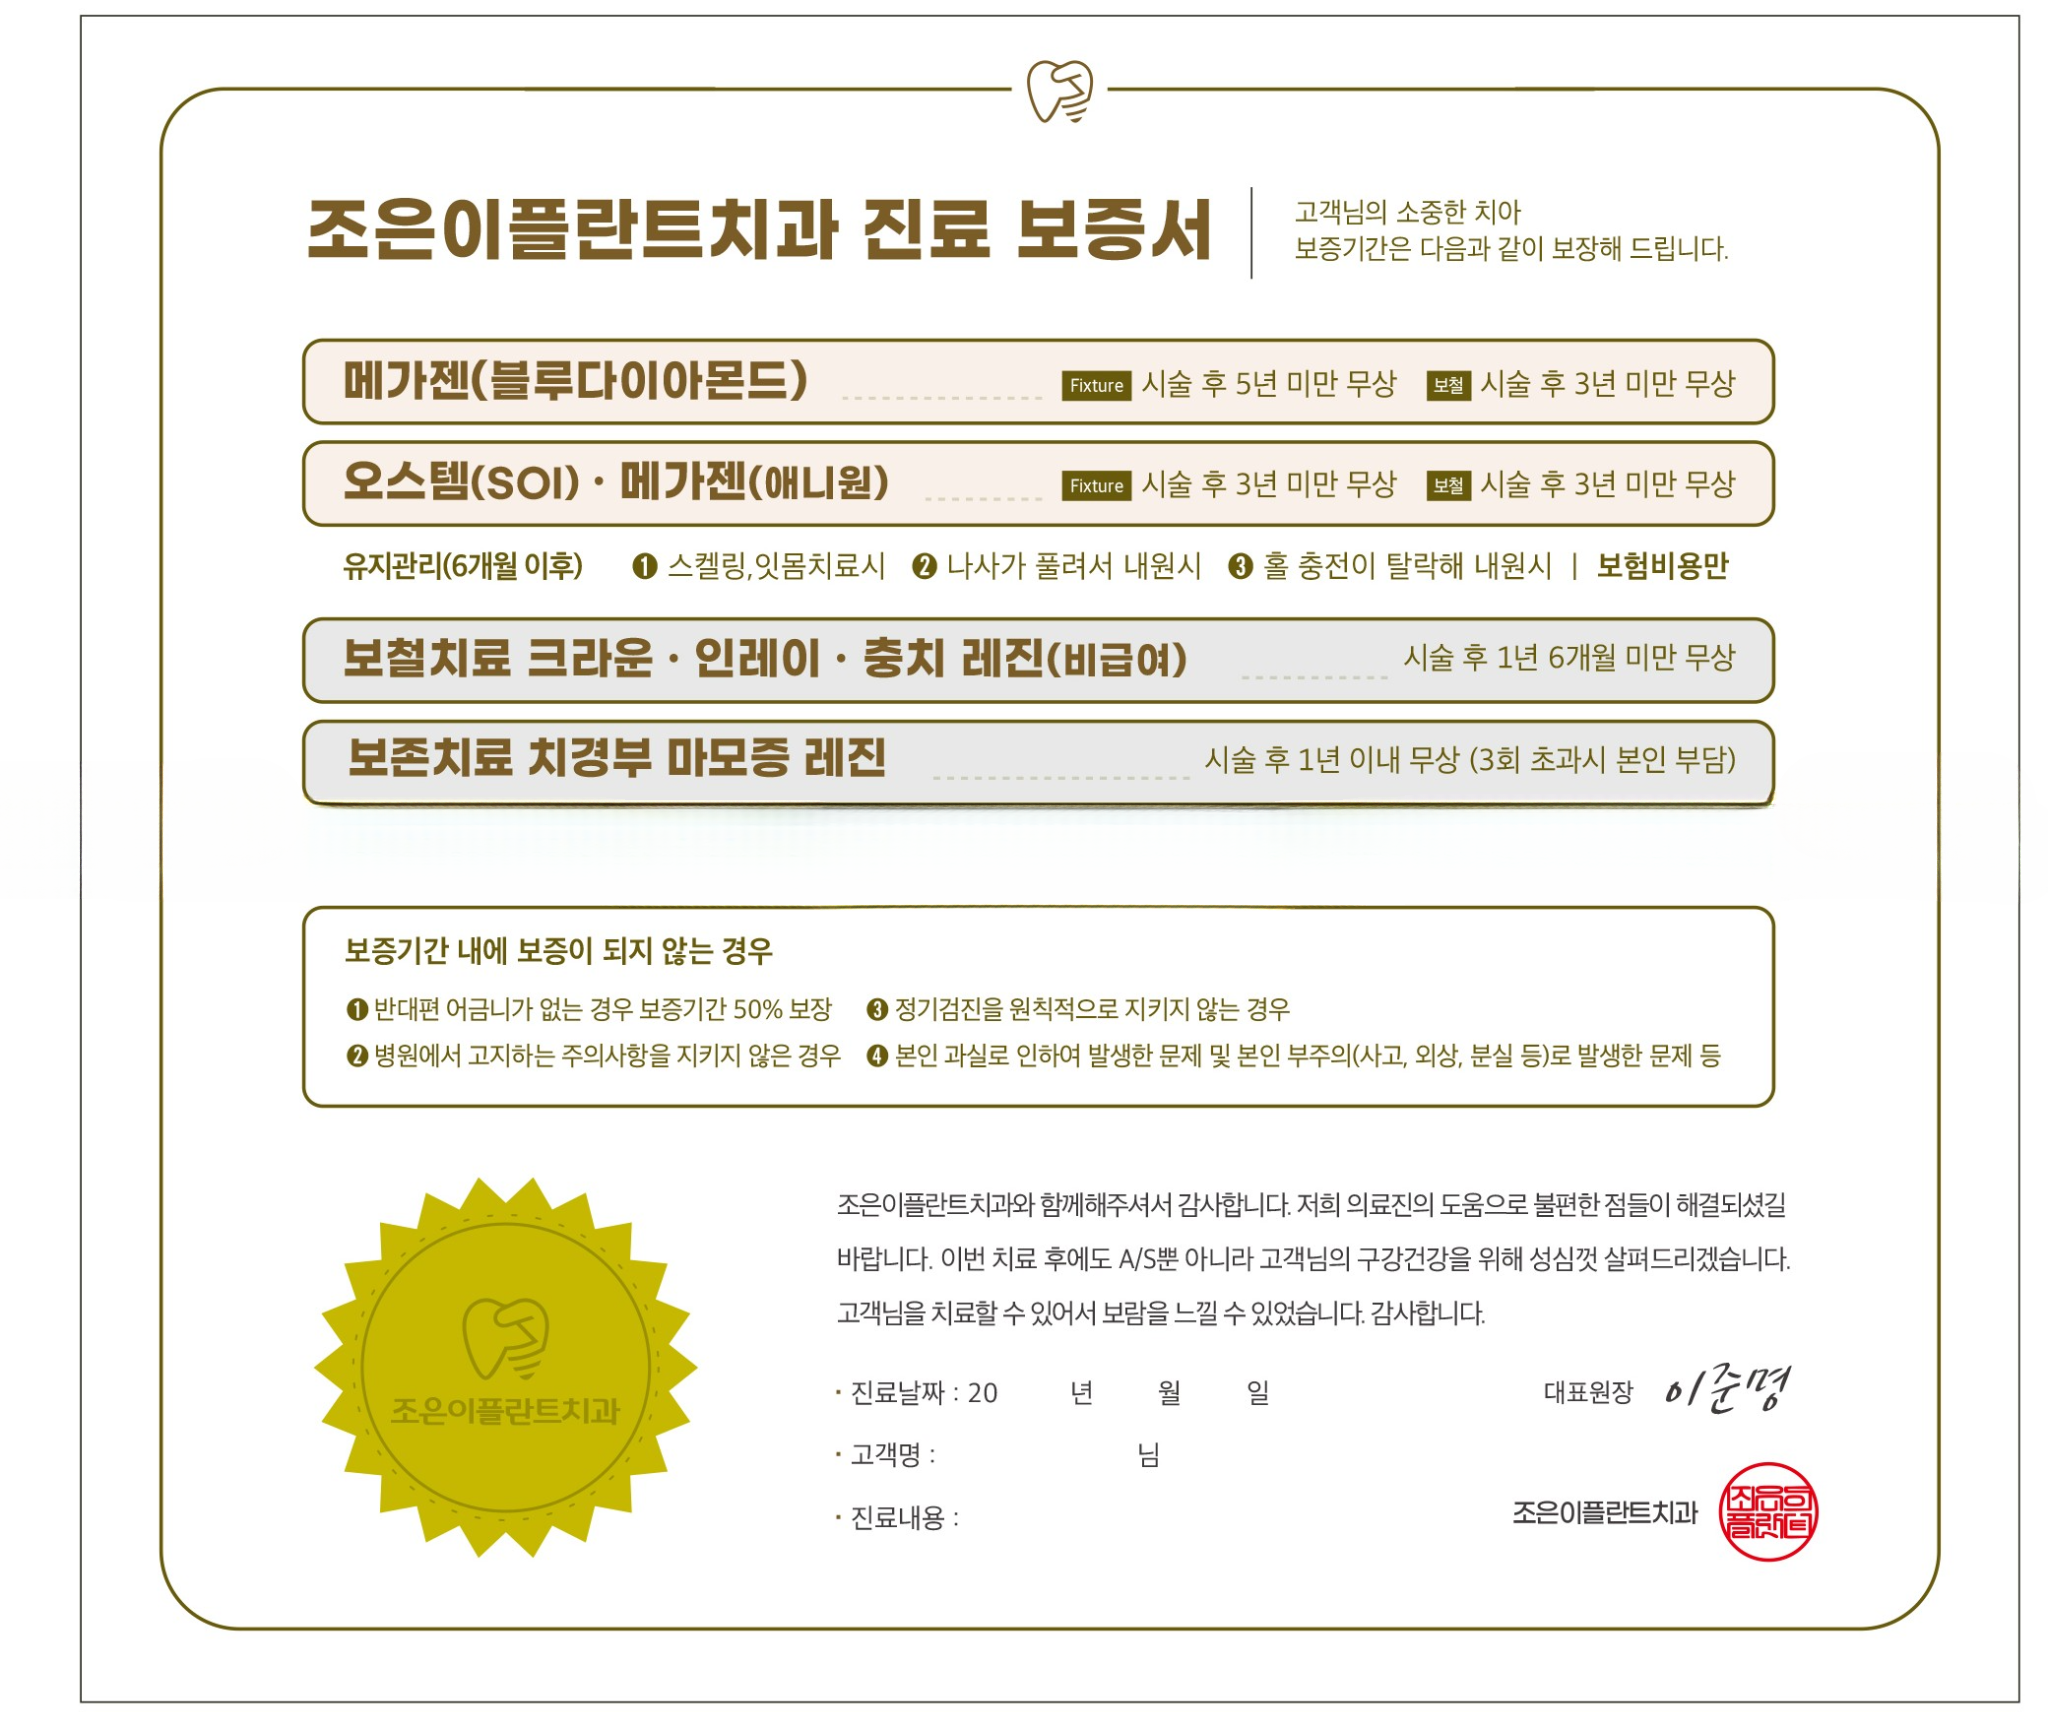 조은이플란트치과 진료 보증서
고객님의 소중한 치아
보증기간은 다음과 같이 보장해 드립니다.
메가젠(블루다이아몬드) Fixture 시술 후 5년 미만 무상 보철 시술 후 3년 미만 무상
오스템(SOI) · 메가젠(애니원) Fixture 시술 후 3년 미만 무상 보철 시술 후 3년 미만 무상
유지관리(6개월 이후) ❶ 스켈링,잇몸치료시 ❷ 나사가 풀려서 내원시 ❸ 홀 충전이 탈락해 내원시 | 보험비용만
보철치료 크라운 · 인레이 · 충치 레진(비급여) 시술 후 1년 6개월 미만 무상
보존치료 치경부 마모증 레진 시술 후 1년 이내 무상 (3회 초과시 본인 부담)
보증기간 내에 보증이 되지 않는 경우
❶ 반대편 어금니가 없는 경우 보증기간 50% 보장
❷ 병원에서 고지하는 주의사항을 지키지 않은 경우
❸ 정기검진을 원칙적으로 지키지 않는 경우
❹ 본인 과실로 인하여 발생한 문제 및 본인 부주의(사고, 외상, 분실 등)로 발생한 문제 등
조은이플란트치과
조은이플란트치과와 함께해주셔서 감사합니다. 저희 의료진의 도움으로 불편한 점들이 해결되셨길
바랍니다. 이번 치료 후에도 A/S뿐 아니라 고객님의 구강건강을 위해 성심껏 살펴드리겠습니다.
고객님을 치료할 수 있어서 보람을 느낄 수 있었습니다. 감사합니다.
· 진료날짜 : 20 년 월 일
· 고객명 : 님
· 진료내용 :
대표원장 이준명
조은이플란트치과